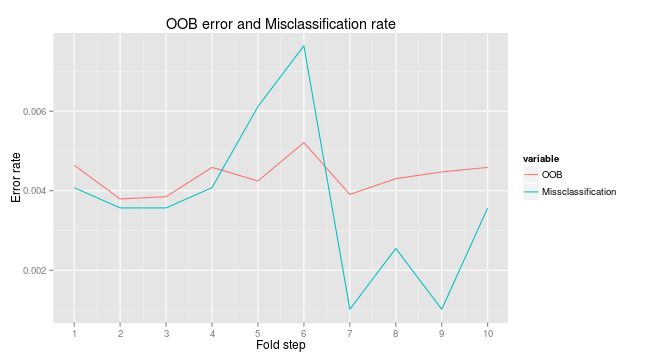 OOB error and Misclassification rate
Error rate
0.006
0.004
0.002
1 2 3 4 5 6 7 8 9 10
Fold step
variable
OOB
Missclassification